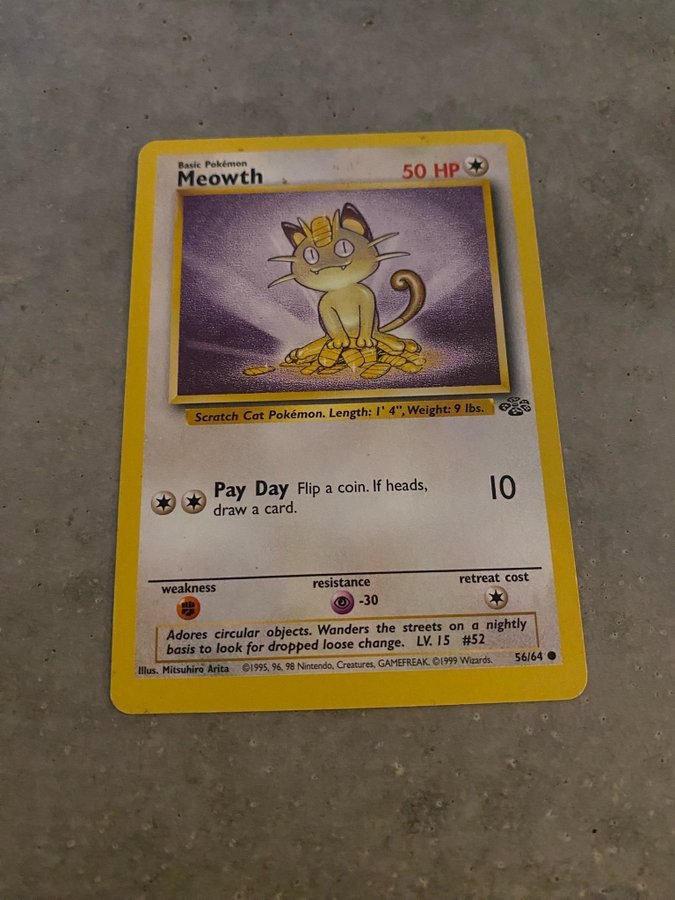 Basic Pokémon
Meowth
50 HP
Scratch Cat Pokémon. Length: 1' 4", Weight: 9 lbs.
Pay Day Flip a coin. If heads,
draw a card.
10
weakness
resistance
retreat cost
-30
Adores circular objects. Wanders the streets on a nightly
basis to look for dropped loose change. LV. 15 #52
Illus. Mitsuhiro Arita ©1995, 96, 98 Nintendo, Creatures, GAMEFREAK. ©1999 Wizards. 56/64